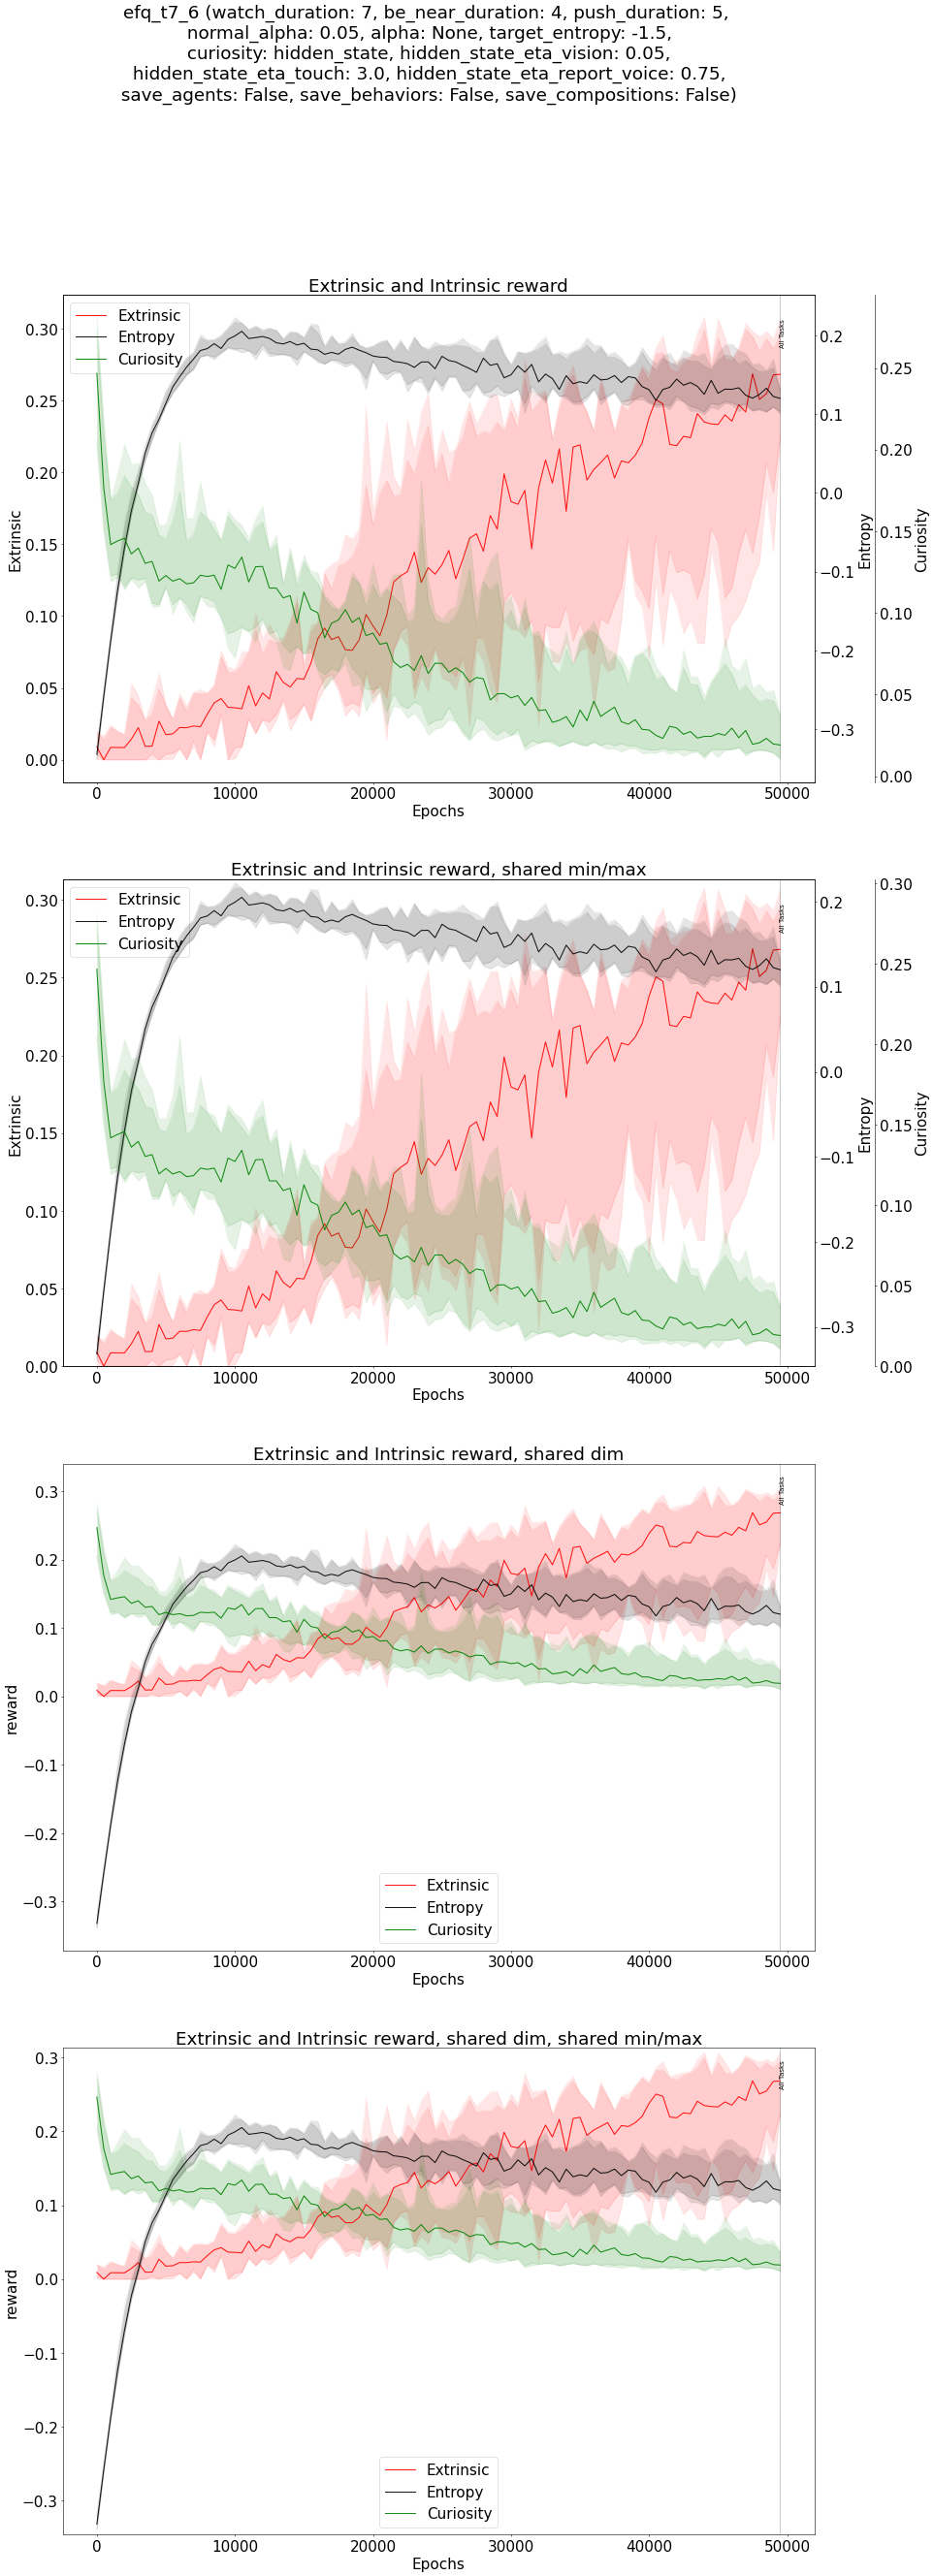 efq_t7_6 (watch_duration: 7, be_near_duration: 4, push_duration: 5,
normal_alpha: 0.05, alpha: None, target_entropy: -1.5,
curiosity: hidden_state, hidden_state_eta_vision: 0.05,
hidden_state_eta_touch: 3.0, hidden_state_eta_report_voice: 0.75,
save_agents: False, save_behaviors: False, save_compositions: False)
Extrinsic and Intrinsic reward
Extrinsic
Entropy
Curiosity
All Tasks
0.30
0.25
0.20
0.15
0.10
0.05
0.00
Extrinsic
0.2
0.1
0.0
−0.1
−0.2
−0.3
Entropy
0.25
0.20
0.15
0.10
0.05
0.00
Curiosity
0 10000 20000 30000 40000 50000
Epochs
Extrinsic and Intrinsic reward, shared min/max
Extrinsic
Entropy
Curiosity
All Tasks
0.30
0.25
0.20
0.15
0.10
0.05
0.00
Extrinsic
0.2
0.1
0.0
−0.1
−0.2
−0.3
Entropy
0.30
0.25
0.20
0.15
0.10
0.05
0.00
Curiosity
0 10000 20000 30000 40000 50000
Epochs
Extrinsic and Intrinsic reward, shared dim
All Tasks
0.3
0.2
0.1
0.0
−0.1
−0.2
−0.3
reward
Extrinsic
Entropy
Curiosity
0 10000 20000 30000 40000 50000
Epochs
Extrinsic and Intrinsic reward, shared dim, shared min/max
All Tasks
0.3
0.2
0.1
0.0
−0.1
−0.2
−0.3
reward
Extrinsic
Entropy
Curiosity
0 10000 20000 30000 40000 50000
Epochs